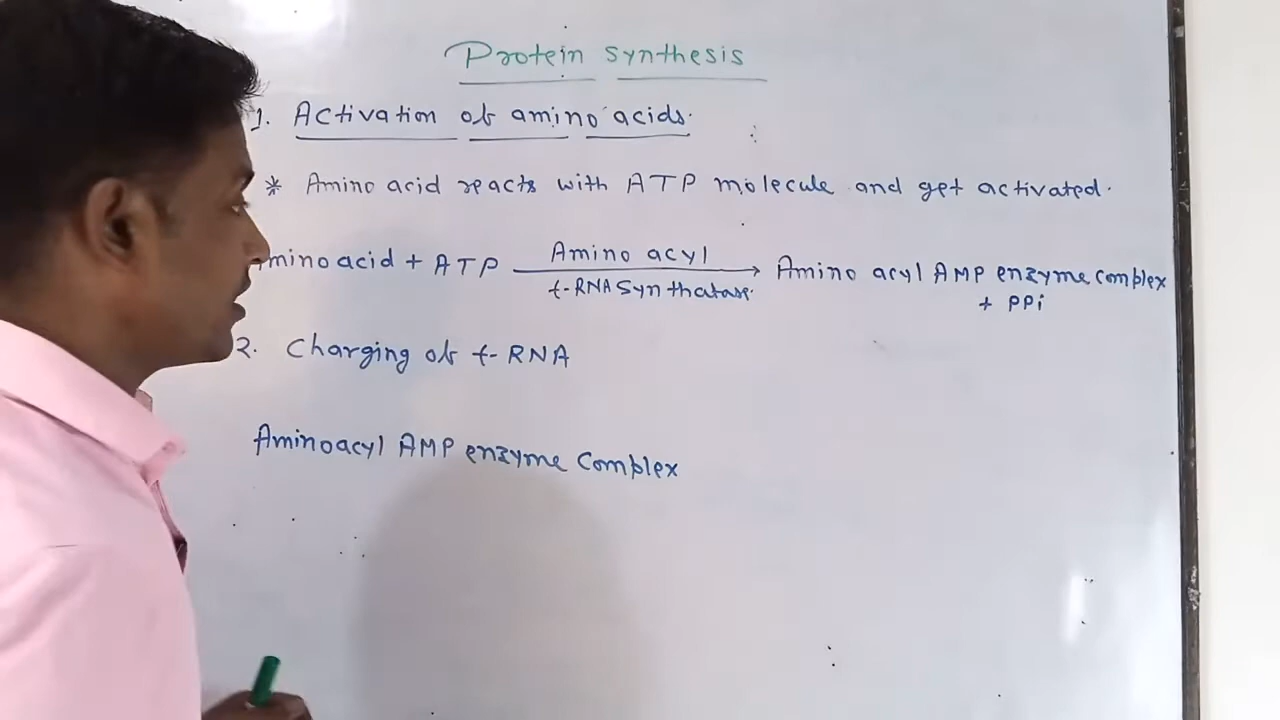 Protein synthesis
1. Activation of amino acids.
* Amino acid reacts with ATP molecule and get activated.
mino acid + ATP Amino acyl t-RNA Synthatase. Amino acyl AMP enzyme complex
+ PPi
2. Charging of t-RNA
Aminoacyl AMP enzyme Complex